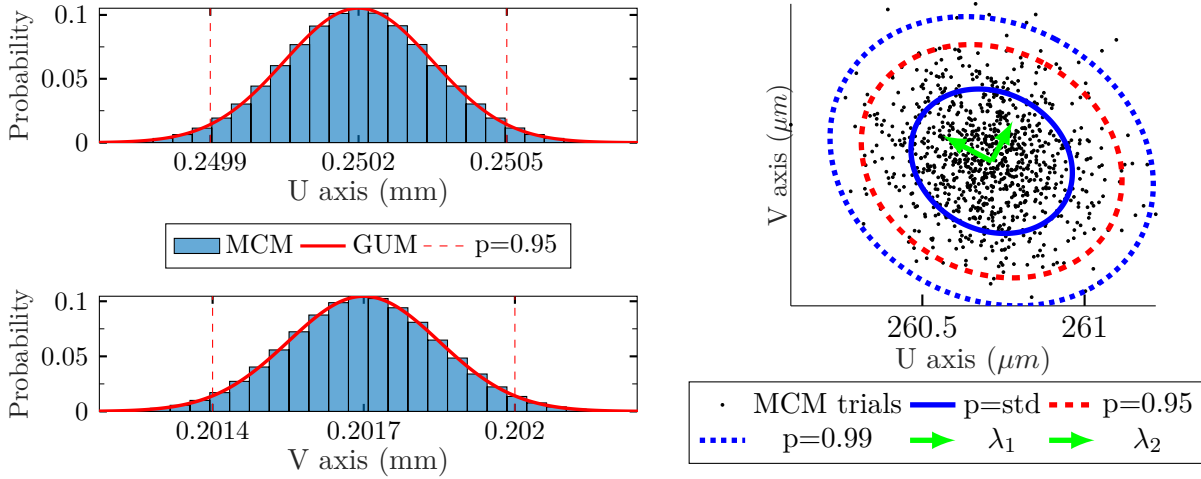 Probability
0.1
0.05
0
0.2499
0.2502
0.2505
U axis (mm)
MCM GUM p=0.95
Probability
0.1
0.05
0
0.2014
0.2017
0.202
V axis (mm)
V axis (μm)
260.5
261
U axis (μm)
MCM trials p=std p=0.95
p=0.99 λ1 λ2